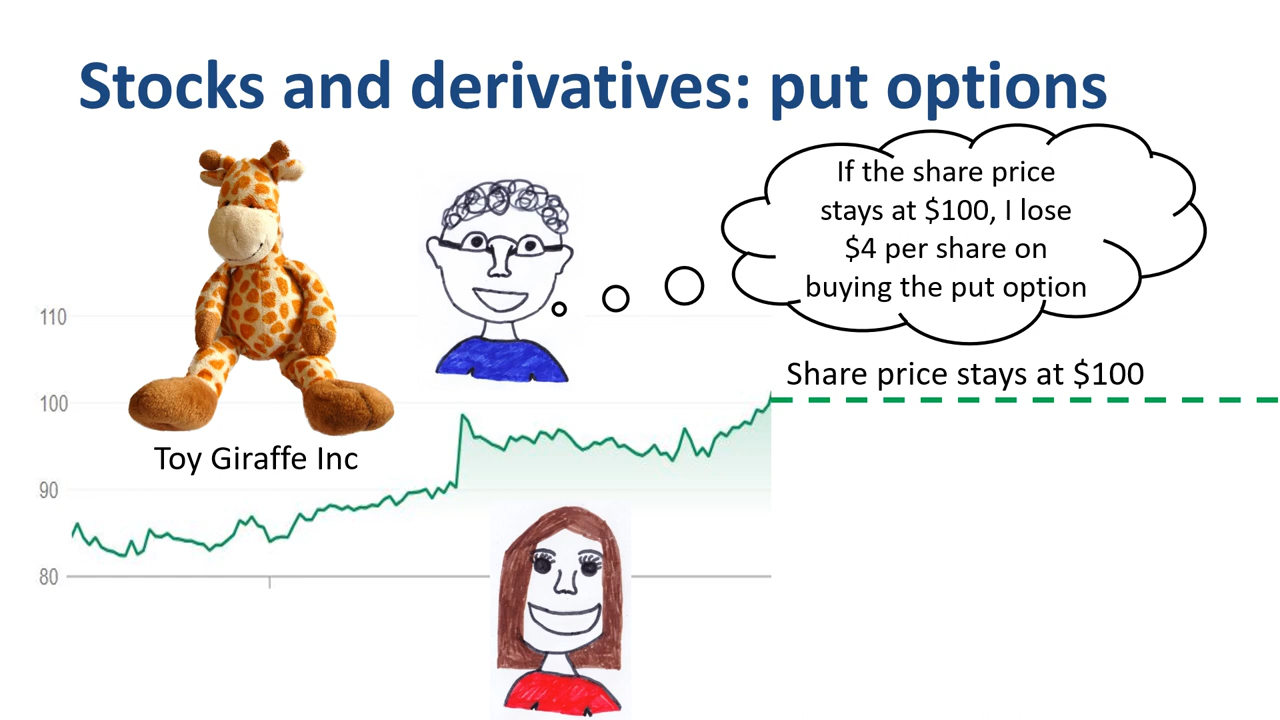 Stocks and derivatives: put options
If the share price
stays at $100, I lose
$4 per share on
buying the put option
110
Share price stays at $100
100
Toy Giraffe Inc
90
80